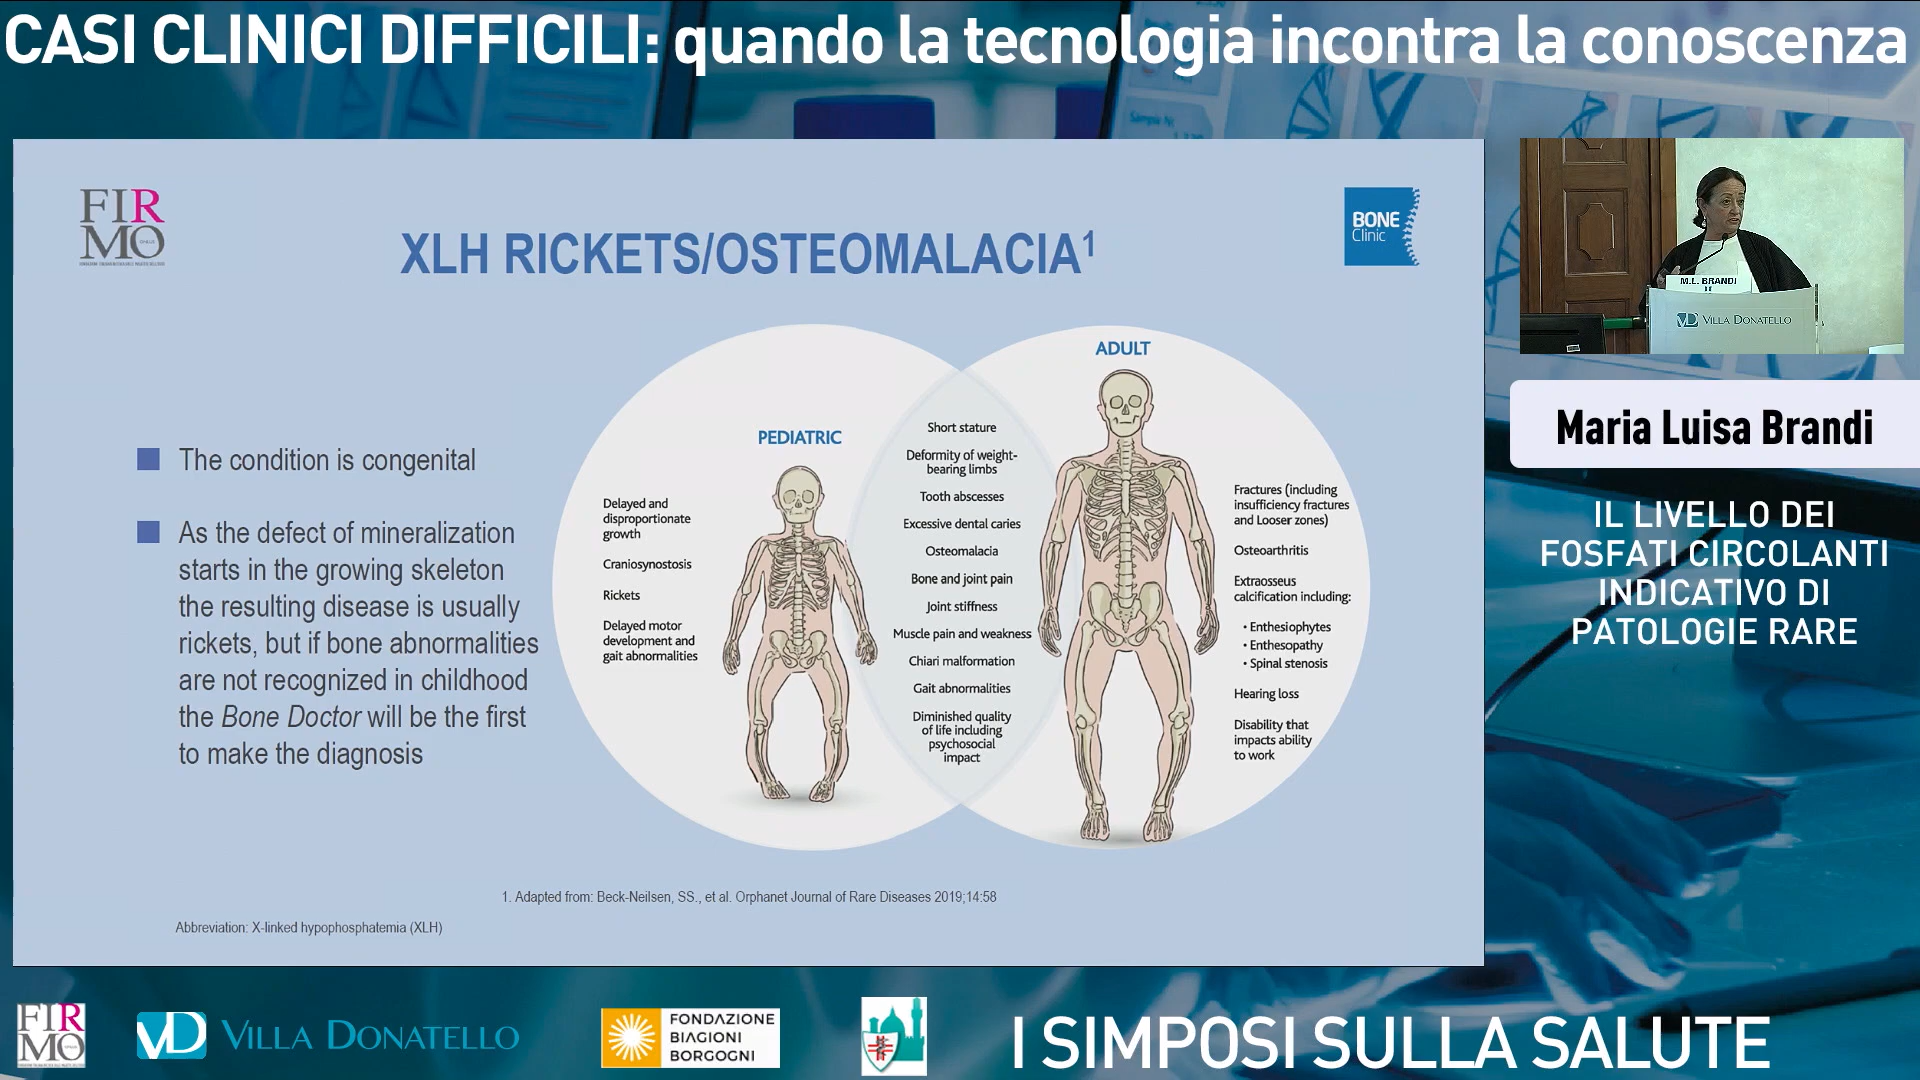 CASI CLINICI DIFFICILI: quando la tecnologia incontra la conoscenza
FIR
MO
BONE
Clinic
XLH RICKETS/OSTEOMALACIA1
The condition is congenital
As the defect of mineralization
starts in the growing skeleton
the resulting disease is usually
rickets, but if bone abnormalities
are not recognized in childhood
the Bone Doctor will be the first
to make the diagnosis
PEDIATRIC
Delayed and
disproportionate
growth
Craniosynostosis
Rickets
Delayed motor
development and
gait abnormalities
Short stature
Deformity of weight-
bearing limbs
Tooth abscesses
Excessive dental caries
Osteomalacia
Bone and joint pain
Joint stiffness
Muscle pain and weakness
Chiari malformation
Gait abnormalities
Diminished quality
of life including
psychosocial
impact
ADULT
Fractures (including
insufficiency fractures
and Looser zones)
Osteoarthritis
Extraosseus
calcification including:
• Enthesiophytes
• Enthesopathy
• Spinal stenosis
Hearing loss
Disability that
impacts ability
to work
1. Adapted from: Beck-Neilsen, SS., et al. Orphanet Journal of Rare Diseases 2019;14:58
Abbreviation: X-linked hypophosphatemia (XLH)
M.L. BRANDI
VD VILLA DONATELLO
Maria Luisa Brandi
IL LIVELLO DEI
FOSFATI CIRCOLANTI
INDICATIVO DI
PATOLOGIE RARE
FIR
MO
VD VILLA DONATELLO
FONDAZIONE
BIAGIONI
BORGOGNI
I SIMPOSI SULLA SALUTE